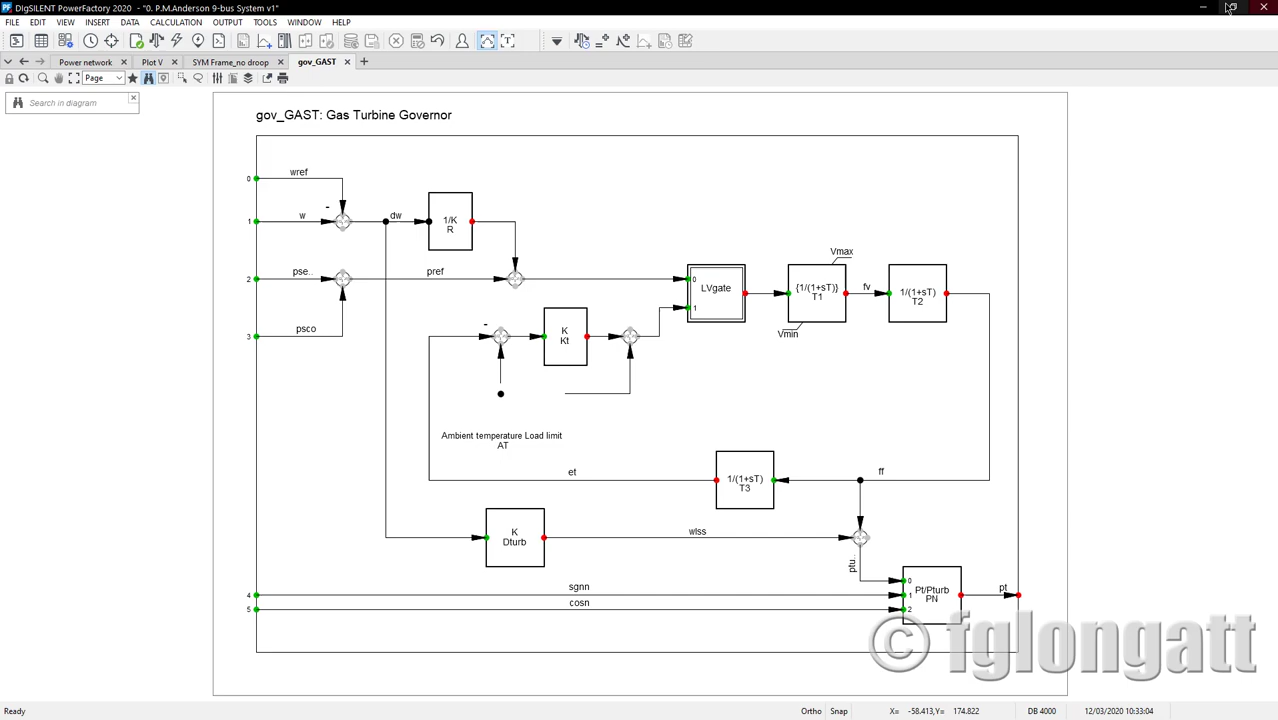 DIgSILENT PowerFactory 2020 - "0. P.M.Anderson 9-bus System v1"
FILE EDIT VIEW INSERT DATA CALCULATION OUTPUT TOOLS WINDOW HELP
Power network Plot V SYM Frame_no droop gov_GAST
Page
Search in diagram
gov_GAST: Gas Turbine Governor
0 wref
-
1 w dw
1/K
R
2 pse.. pref
3 psco
-
K
Kt
LVgate
0
1
Vmax
{1/(1+sT)}
T1
Vmin
fv
1/(1+sT)
T2
Ambient temperature Load limit
AT
et
1/(1+sT)
T3
ff
K
Dturb
wlss
ptu..
4 sgnn
5 cosn
0
1
2
Pt/Pturb
PN
pt
© fglongatt
Ready Ortho Snap X= -58.413,Y= 174.822 DB 4000 12/03/2020 10:33:04